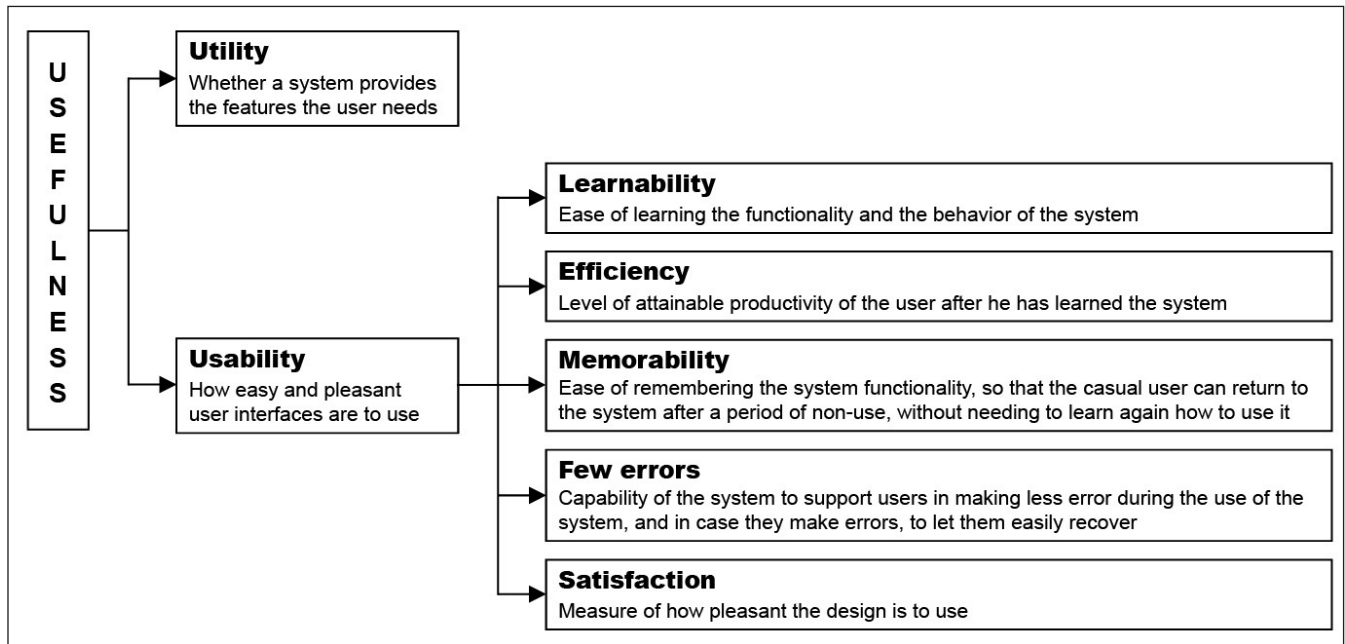 USEFULNESS
Utility
Whether a system provides
the features the user needs
Usability
How easy and pleasant
user interfaces are to use
Learnability
Ease of learning the functionality and the behavior of the system
Efficiency
Level of attainable productivity of the user after he has learned the system
Memorability
Ease of remembering the system functionality, so that the casual user can return to
the system after a period of non-use, without needing to learn again how to use it
Few errors
Capability of the system to support users in making less error during the use of the
system, and in case they make errors, to let them easily recover
Satisfaction
Measure of how pleasant the design is to use